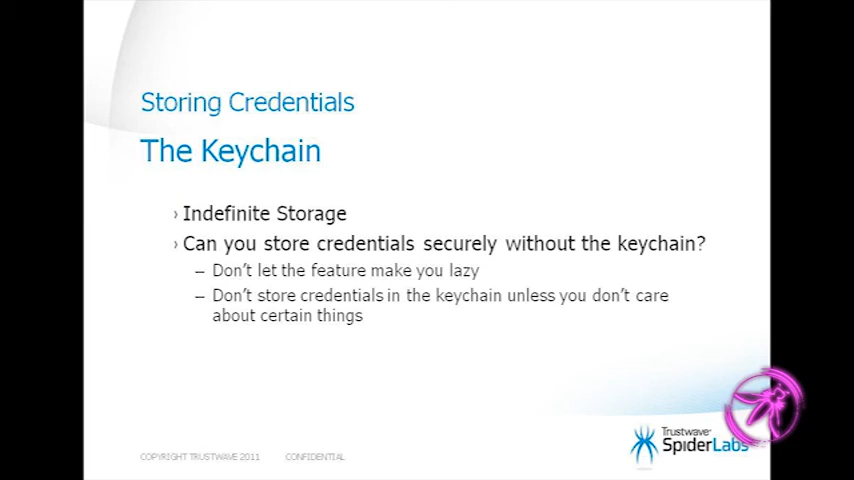 Storing Credentials
The Keychain
› Indefinite Storage
› Can you store credentials securely without the keychain?
– Don't let the feature make you lazy
– Don't store credentials in the keychain unless you don't care
about certain things
Trustwave®
SpiderLabs
COPYRIGHT TRUSTWAVE 2011 CONFIDENTIAL